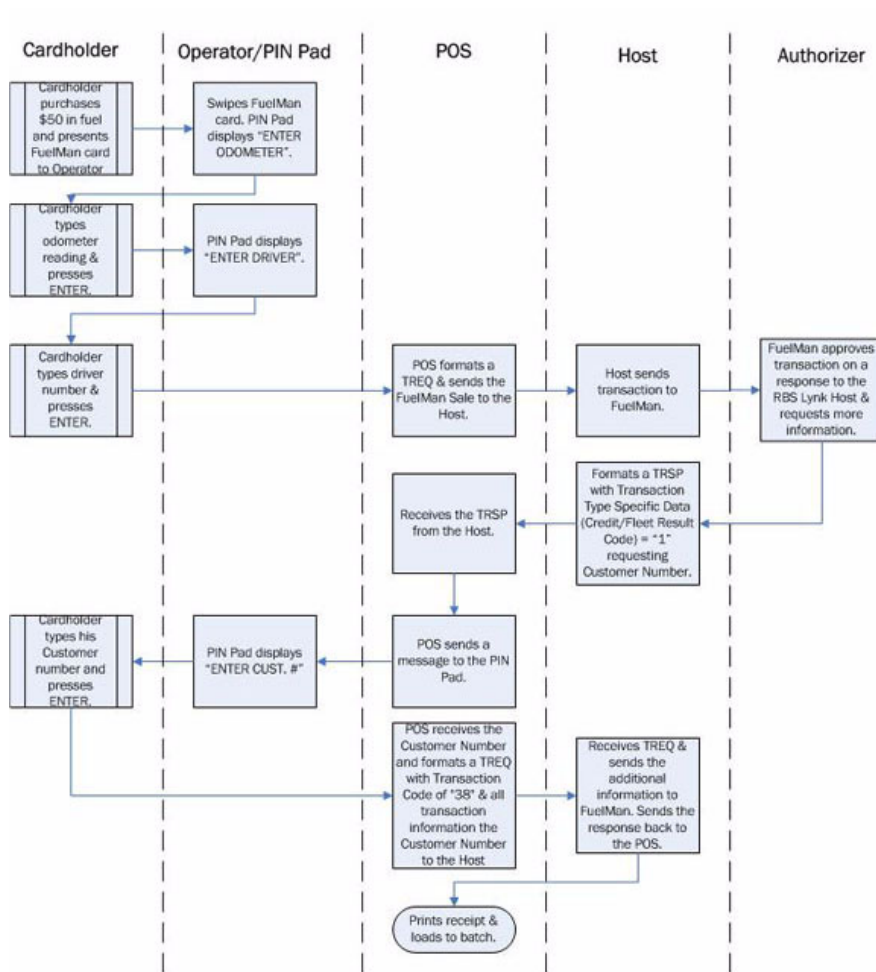 Cardholder
Operator/PIN Pad
POS
Host
Authorizer
Cardholder
purchases
$50 in fuel
and presents
FuelMan card
to Operator
Swipes FuelMan
card. PIN Pad
displays "ENTER
ODOMETER".
Cardholder
types
odometer
reading &
presses
ENTER.
PIN Pad displays
"ENTER DRIVER".
Cardholder
types driver
number &
presses
ENTER.
POS formats a
TREQ & sends the
FuelMan Sale to the
Host.
Host sends
transaction to
FuelMan.
FuelMan approves
transaction on a
response to the
RBS Lynk Host &
requests more
information.
Formats a TRSP
with Transaction
Type Specific Data
(Credit/Fleet Result
Code) = "1"
requesting
Customer Number.
Receives the TRSP
from the Host.
Cardholder
types his
Customer
number and
presses
ENTER.
PIN Pad displays
"ENTER CUST. #"
POS sends a
message to the PIN
Pad.
POS receives the
Customer Number
and formats a TREQ
with Transaction
Code of "38" & all
transaction
information the
Customer Number
to the Host
Receives TREQ &
sends the
additional
information to
FuelMan. Sends the
response back to
the POS.
Prints receipt &
loads to batch.